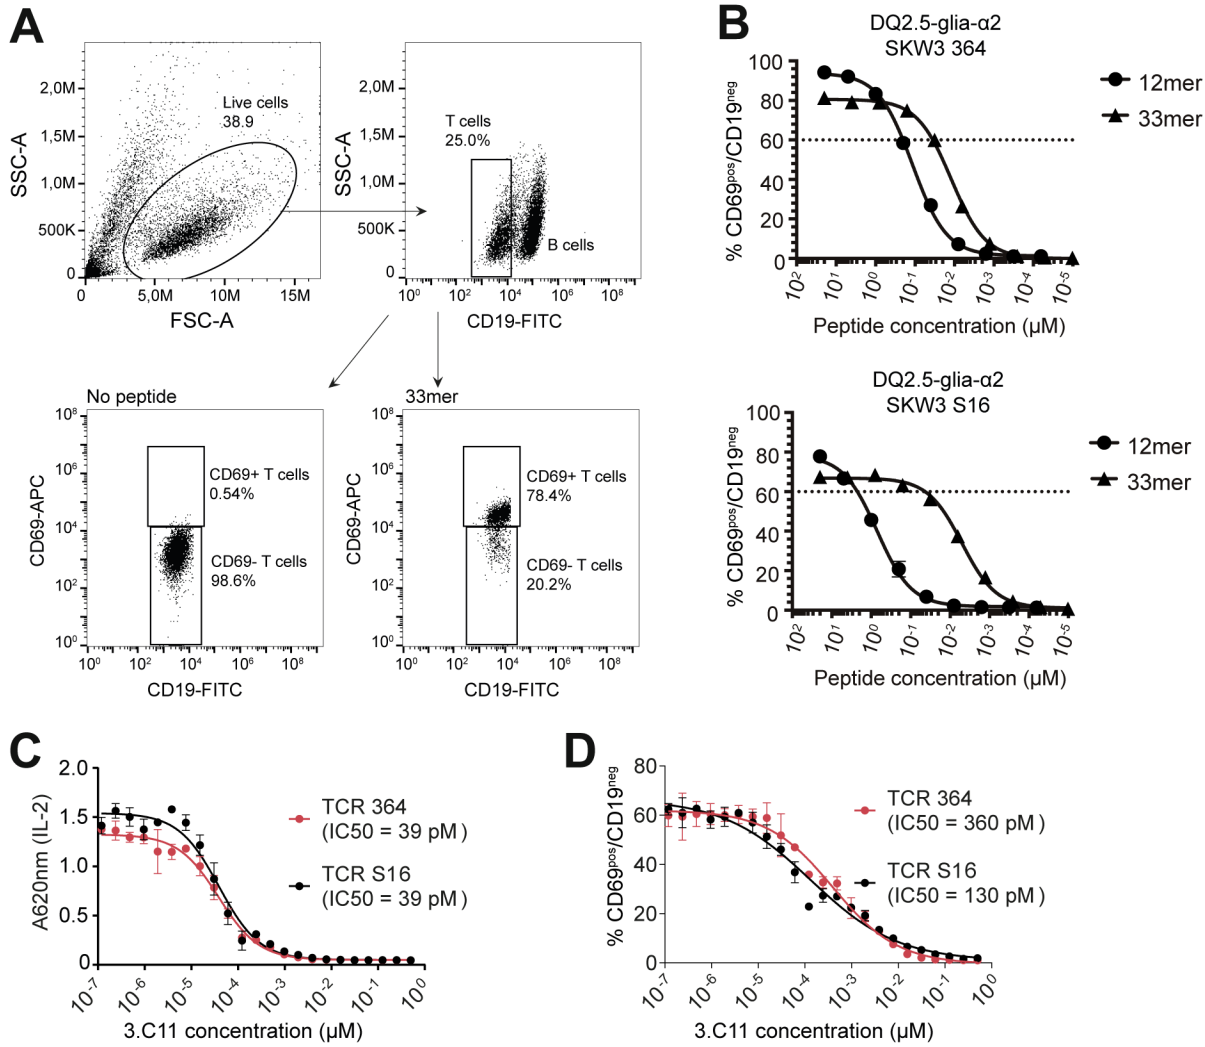 A
SSC-A
2,0M
1,5M
1,0M
500K
0
Live cells
38.9
0
5,0M
10M
15M
FSC-A
SSC-A
2,0M
1,5M
1,0M
500K
0
T cells
25.0%
B cells
10⁰
10²
10⁴
10⁶
10⁸
CD19-FITC
No peptide
CD69-APC
10⁸
10⁶
10⁴
10²
10⁰
CD69+ T cells
0.54%
CD69- T cells
98.6%
10⁰
10²
10⁴
10⁶
10⁸
CD19-FITC
33mer
CD69-APC
10⁸
10⁶
10⁴
10²
10⁰
CD69+ T cells
78.4%
CD69- T cells
20.2%
10⁰
10²
10⁴
10⁶
10⁸
CD19-FITC
B
DQ2.5-glia-α2
SKW3 364
% CD69ᵖᵒˢ/CD19ⁿᵉᵍ
100
80
60
40
20
0
12mer
33mer
10²
10¹
10⁰
10⁻¹
10⁻²
10⁻³
10⁻⁴
10⁻⁵
Peptide concentration (µM)
DQ2.5-glia-α2
SKW3 S16
% CD69ᵖᵒˢ/CD19ⁿᵉᵍ
100
80
60
40
20
0
12mer
33mer
10²
10¹
10⁰
10⁻¹
10⁻²
10⁻³
10⁻⁴
10⁻⁵
Peptide concentration (µM)
C
A620nm (IL-2)
2.0
1.5
1.0
0.5
0
TCR 364
(IC50 = 39 pM)
TCR S16
(IC50 = 39 pM)
10⁻⁷
10⁻⁶
10⁻⁵
10⁻⁴
10⁻³
10⁻²
10⁻¹
10⁰
3.C11 concentration (µM)
D
% CD69ᵖᵒˢ/CD19ⁿᵉᵍ
80
60
40
20
0
TCR 364
(IC50 = 360 pM)
TCR S16
(IC50 = 130 pM)
10⁻⁷
10⁻⁶
10⁻⁵
10⁻⁴
10⁻³
10⁻²
10⁻¹
10⁰
3.C11 concentration (µM)